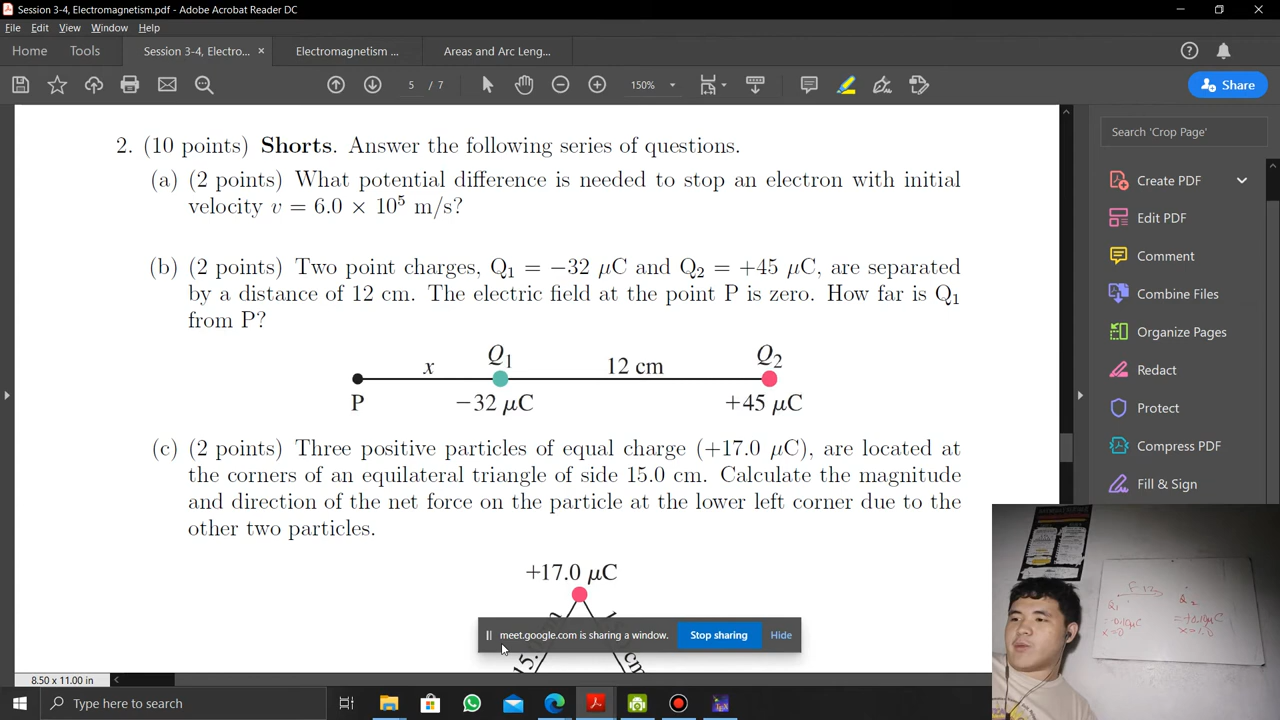 Session 3-4, Electromagnetism.pdf - Adobe Acrobat Reader DC
File Edit View Window Help
Home Tools Session 3-4, Electro... × Electromagnetism ... Areas and Arc Leng...
5 / 7 150% Share
2. (10 points) Shorts. Answer the following series of questions.
(a) (2 points) What potential difference is needed to stop an electron with initial
velocity v = 6.0 × 10⁵ m/s?
(b) (2 points) Two point charges, Q₁ = −32 μC and Q₂ = +45 μC, are separated
by a distance of 12 cm. The electric field at the point P is zero. How far is Q₁
from P?
x Q₁ 12 cm Q₂
P −32 μC +45 μC
(c) (2 points) Three positive particles of equal charge (+17.0 μC), are located at
the corners of an equilateral triangle of side 15.0 cm. Calculate the magnitude
and direction of the net force on the particle at the lower left corner due to the
other two particles.
+17.0 μC
meet.google.com is sharing a window. Stop sharing Hide
15.0
cm
8.50 x 11.00 in
Search 'Crop Page'
Create PDF
Edit PDF
Comment
Combine Files
Organize Pages
Redact
Protect
Compress PDF
Fill & Sign
F 12
Q₁ Q₂
x=0
Type here to search